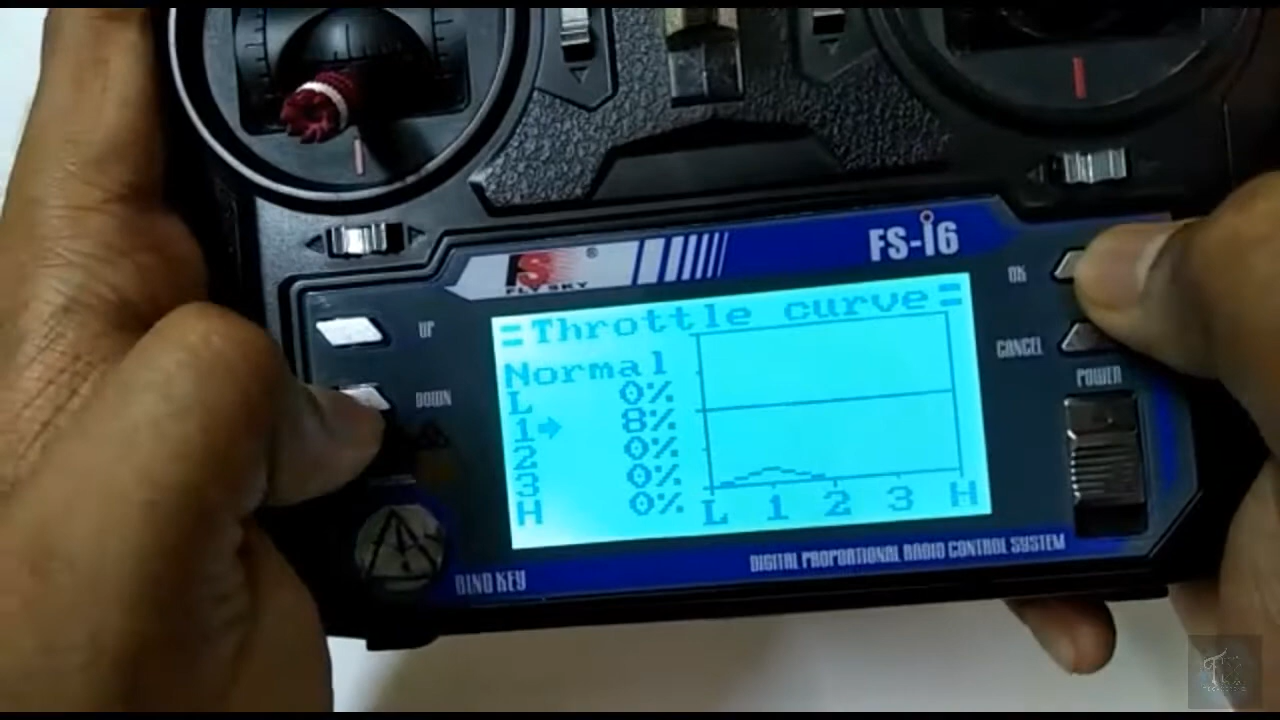 FS-i6
OK
FS®
FLY SKY
UP
DOWN
CANCEL
POWER
Throttle curve
Normal
L 0%
1→ 8%
2 0%
3 0%
H 0%
L 1 2 3 H
BIND KEY
DIGITAL PROPORTIONAL RADIO CONTROL SYSTEM